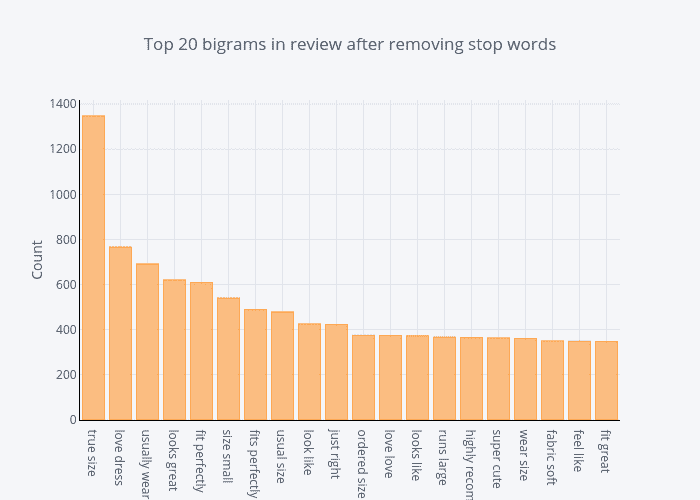 Top 20 bigrams in review after removing stop words
1400
1200
1000
800
600
400
200
0
Count
true size
love dress
usually wear
looks great
fit perfectly
size small
fits perfectly
usual size
look like
just right
ordered size
love love
looks like
runs large
highly recom
super cute
wear size
fabric soft
feel like
fit great